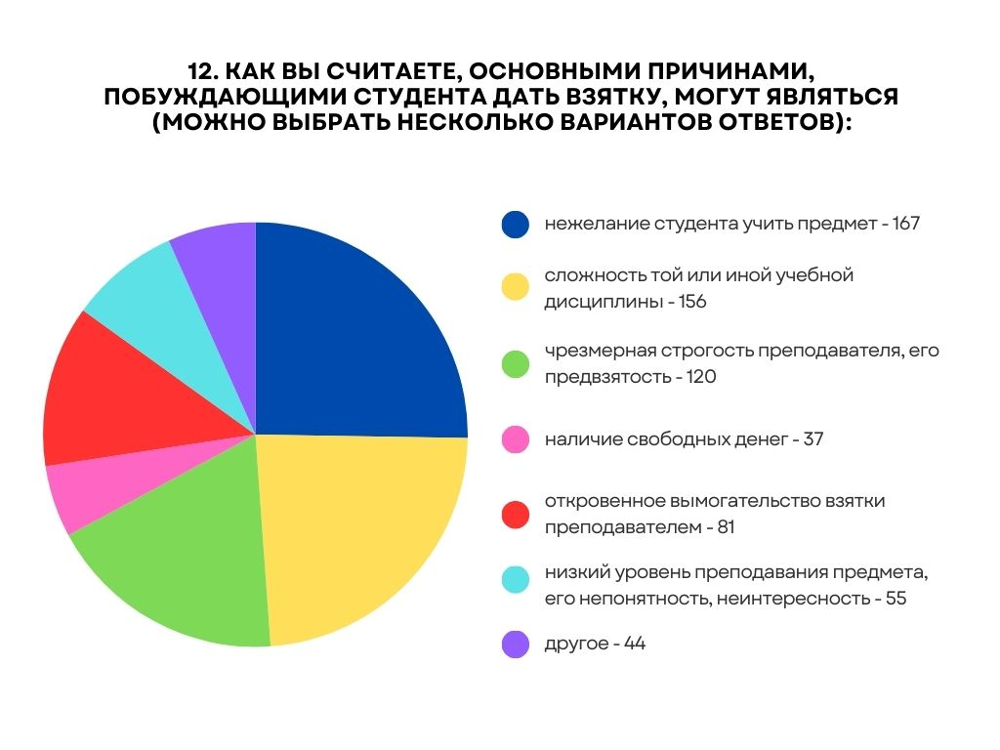 12. КАК ВЫ СЧИТАЕТЕ, ОСНОВНЫМИ ПРИЧИНАМИ,
ПОБУЖДАЮЩИМИ СТУДЕНТА ДАТЬ ВЗЯТКУ, МОГУТ ЯВЛЯТЬСЯ
(МОЖНО ВЫБРАТЬ НЕСКОЛЬКО ВАРИАНТОВ ОТВЕТОВ):
нежелание студента учить предмет - 167
сложность той или иной учебной
дисциплины - 156
чрезмерная строгость преподавателя, его
предвзятость - 120
наличие свободных денег - 37
откровенное вымогательство взятки
преподавателем - 81
низкий уровень преподавания предмета,
его непонятность, неинтересность - 55
другое - 44